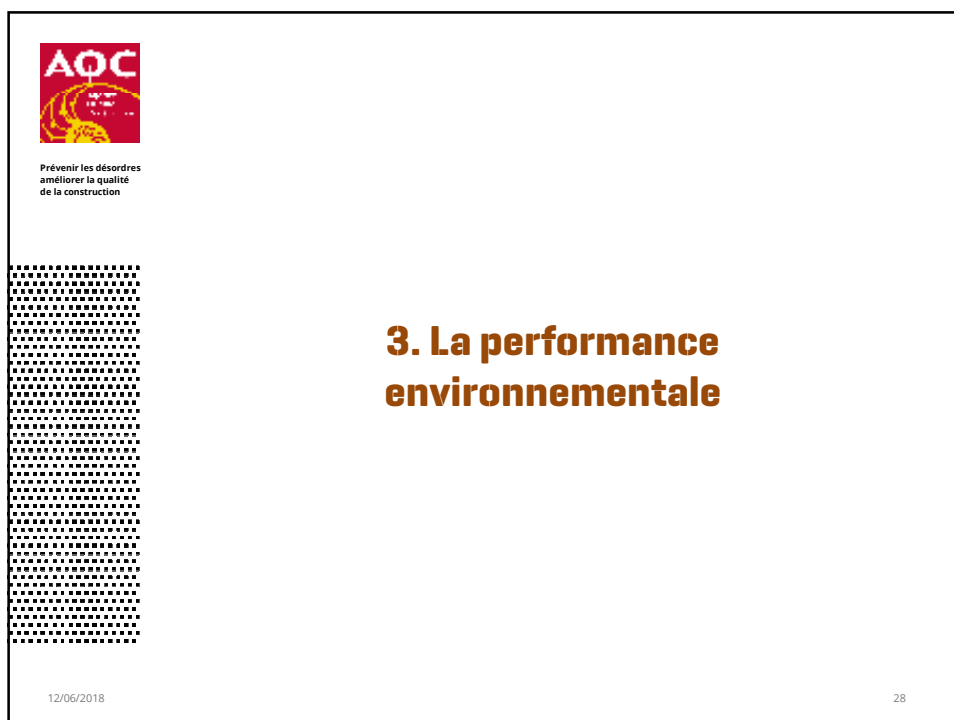 AQC
Prévenir les désordres
améliorer la qualité
de la construction
3. La performance
environnementale
12/06/2018
28